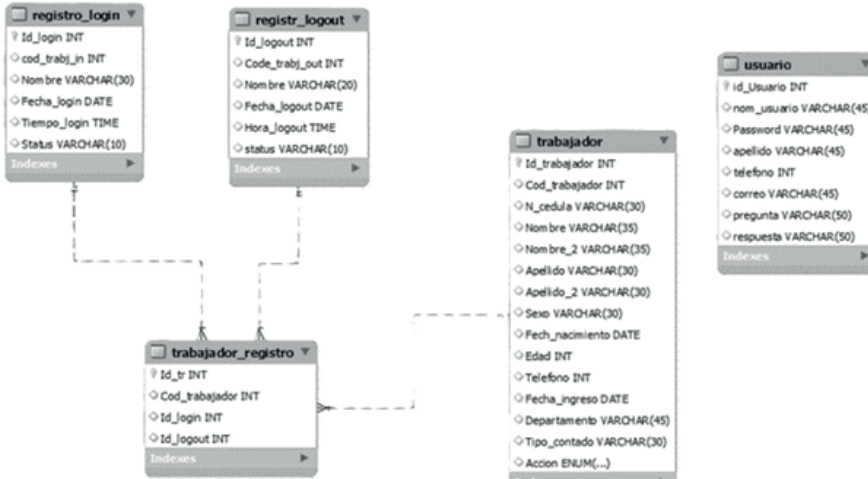 registro_login
Id_login INT
cod_trabj_in INT
Nombre VARCHAR(30)
Fecha_login DATE
Tiempo_login TIME
Status VARCHAR(10)
Indexes
registr_logout
Id_logout INT
Code_trabj_out INT
Nombre VARCHAR(20)
Fecha_logout DATE
Hora_logout TIME
status VARCHAR(10)
Indexes
usuario
id_Usuario INT
nom_usuario VARCHAR(45)
Password VARCHAR(45)
apellido VARCHAR(45)
telefono INT
correo VARCHAR(45)
pregunta VARCHAR(50)
respuesta VARCHAR(50)
Indexes
trabajador
Id_trabajador INT
Cod_trabajador INT
N_cedula VARCHAR(30)
Nombre VARCHAR(35)
Nombre_2 VARCHAR(35)
Apellido VARCHAR(30)
Apellido_2 VARCHAR(30)
Sexo VARCHAR(30)
Fech_nacimiento DATE
Edad INT
Telefono INT
Fecha_ingreso DATE
Departamento VARCHAR(45)
Tipo_contado VARCHAR(30)
Accion ENUM(...)
trabajador_registro
Id_tr INT
Cod_trabajador INT
Id_login INT
Id_logout INT
Indexes